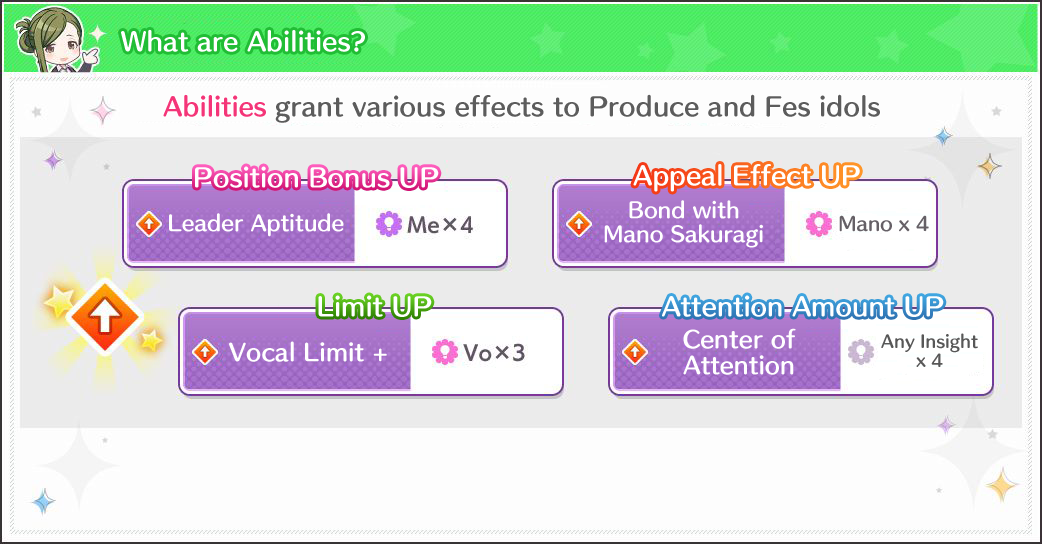 What are Abilities?
Abilities grant various effects to Produce and Fes idols
Position Bonus UP
Leader Aptitude
Me×4
Appeal Effect UP
Bond with
Mano Sakuragi
Mano x 4
Limit UP
Vocal Limit +
Vo×3
Attention Amount UP
Center of
Attention
Any Insight
x 4